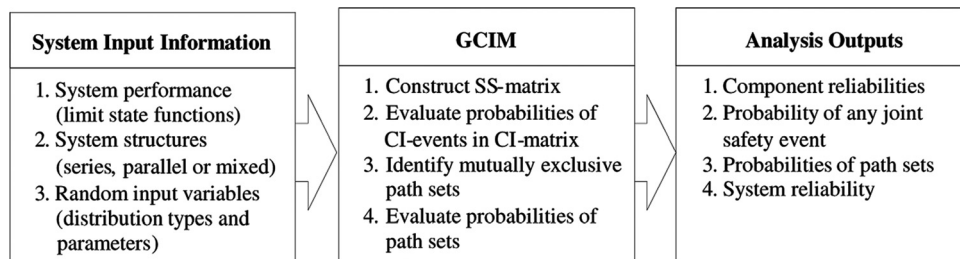 System Input Information
1. System performance
(limit state functions)
2. System structures
(series, parallel or mixed)
3. Random input variables
(distribution types and
parameters)
GCIM
1. Construct SS-matrix
2. Evaluate probabilities of
CI-events in CI-matrix
3. Identify mutually exclusive
path sets
4. Evaluate probabilities of
path sets
Analysis Outputs
1. Component reliabilities
2. Probability of any joint
safety event
3. Probabilities of path sets
4. System reliability